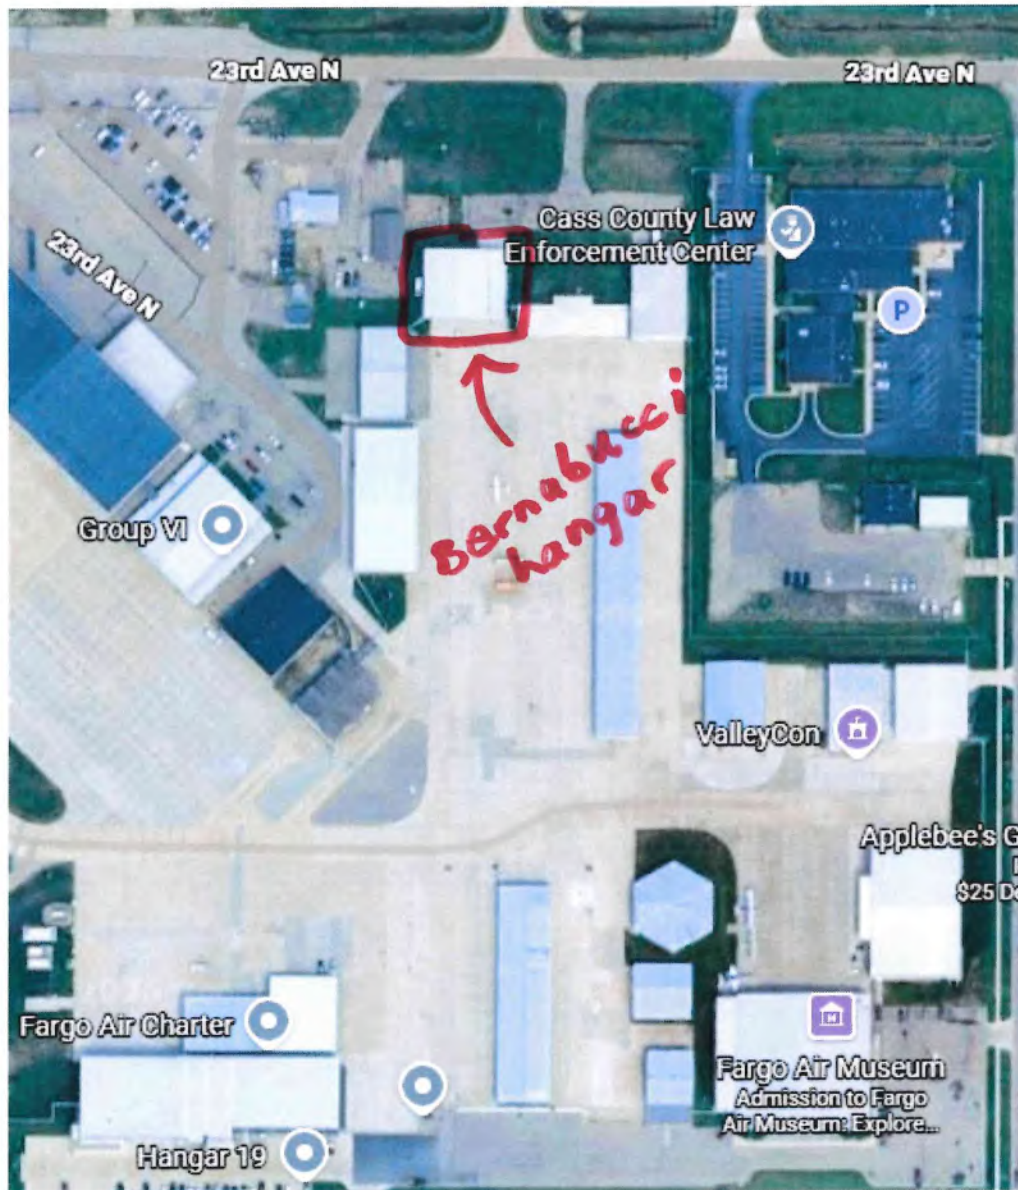 23rd Ave N
23rd Ave N
Cass County Law
Enforcement Center
P
23rd Ave N
Bernabucci
hangar
Group VI
ValleyCon
Applebee's G
$25 De
Fargo Air Charter
Fargo Air Museum
Admission to Fargo
Air Museum: Explore...
Hangar 19